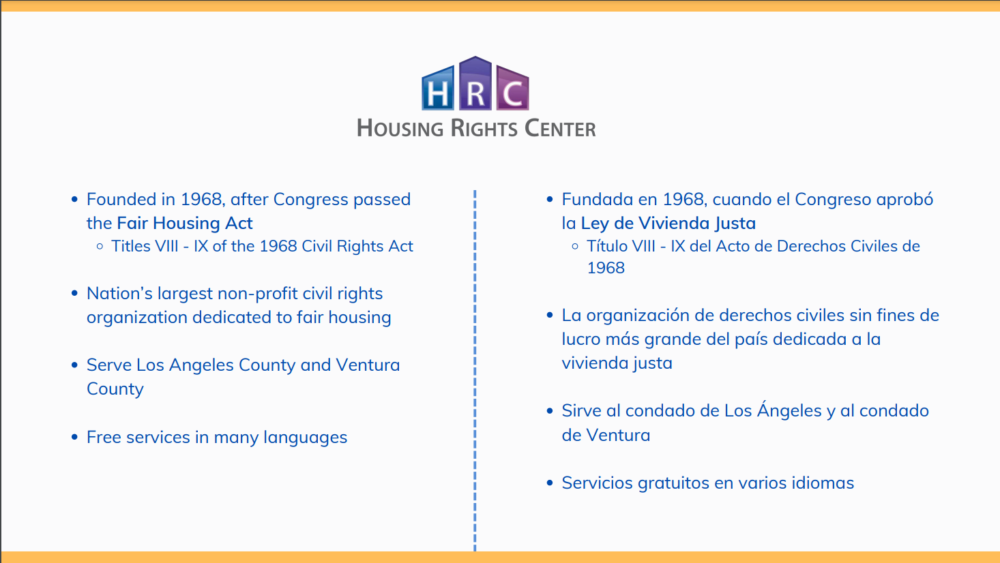 HRC
HOUSING RIGHTS CENTER
• Founded in 1968, after Congress passed
the Fair Housing Act
◦ Titles VIII - IX of the 1968 Civil Rights Act
• Nation’s largest non-profit civil rights
organization dedicated to fair housing
• Serve Los Angeles County and Ventura
County
• Free services in many languages
• Fundada en 1968, cuando el Congreso aprobó
la Ley de Vivienda Justa
◦ Título VIII - IX del Acto de Derechos Civiles de
1968
• La organización de derechos civiles sin fines de
lucro más grande del país dedicada a la
vivienda justa
• Sirve al condado de Los Ángeles y al condado
de Ventura
• Servicios gratuitos en varios idiomas